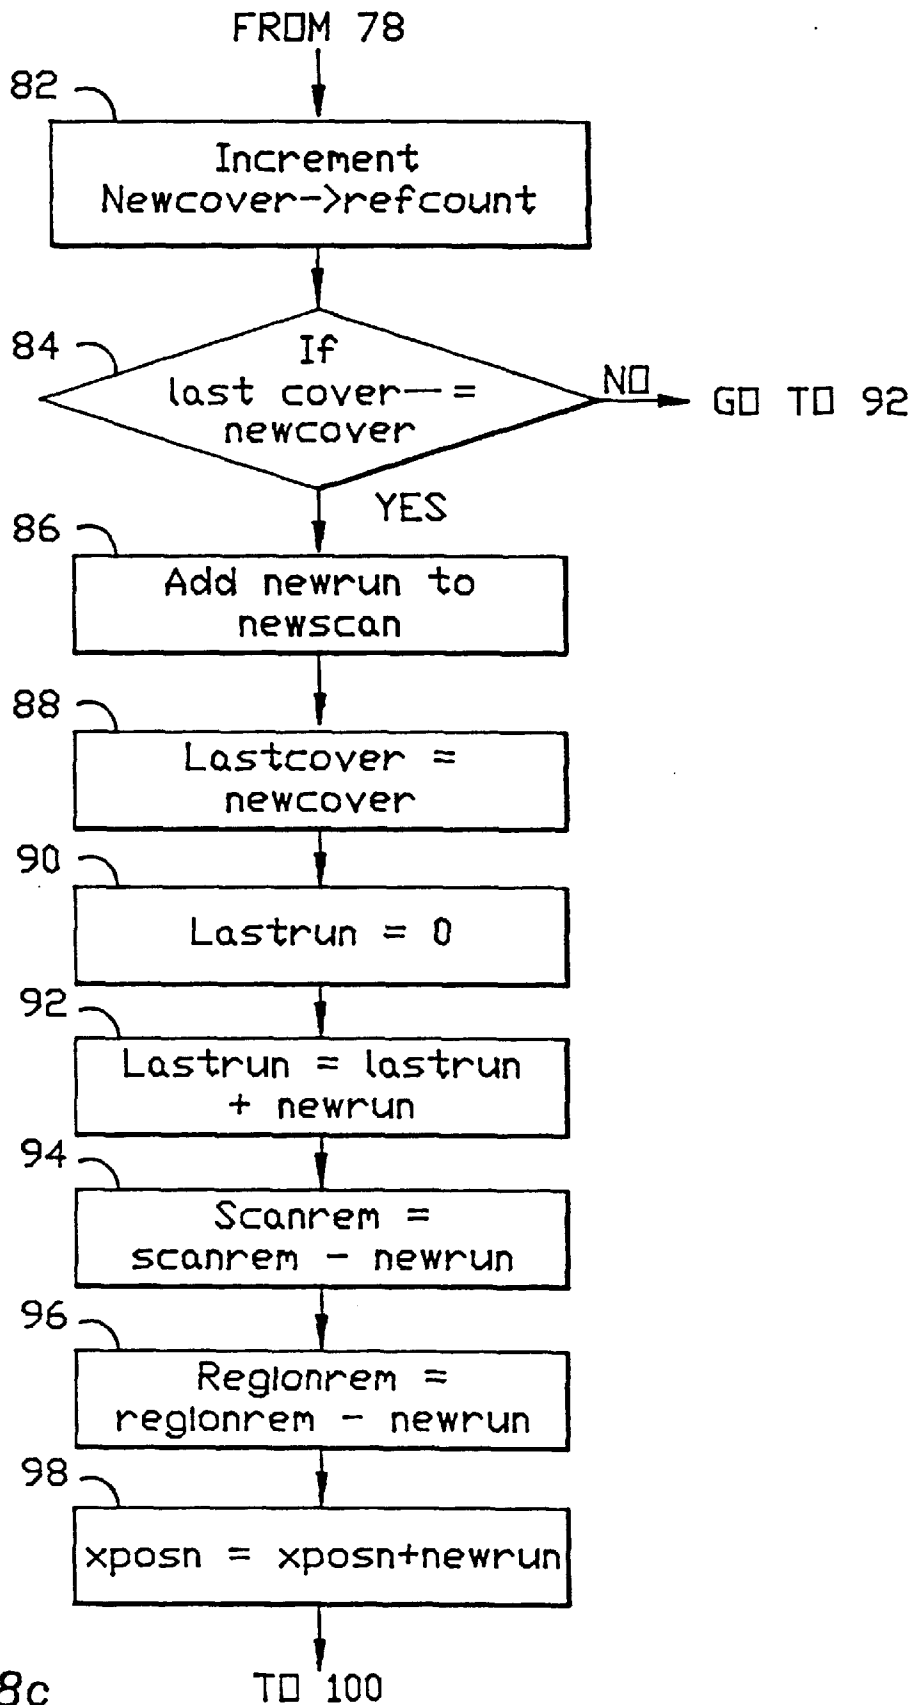 FROM 78
82
Increment
Newcover->refcount
84
If
last cover—=
newcover
NO
GO TO 92
YES
86
Add newrun to
newscan
88
Lastcover =
newcover
90
Lastrun = 0
92
Lastrun = lastrun
+ newrun
94
Scanrem =
scanrem - newrun
96
Regionrem =
regionrem - newrun
98
xposn = xposn+newrun
8c
TO 100